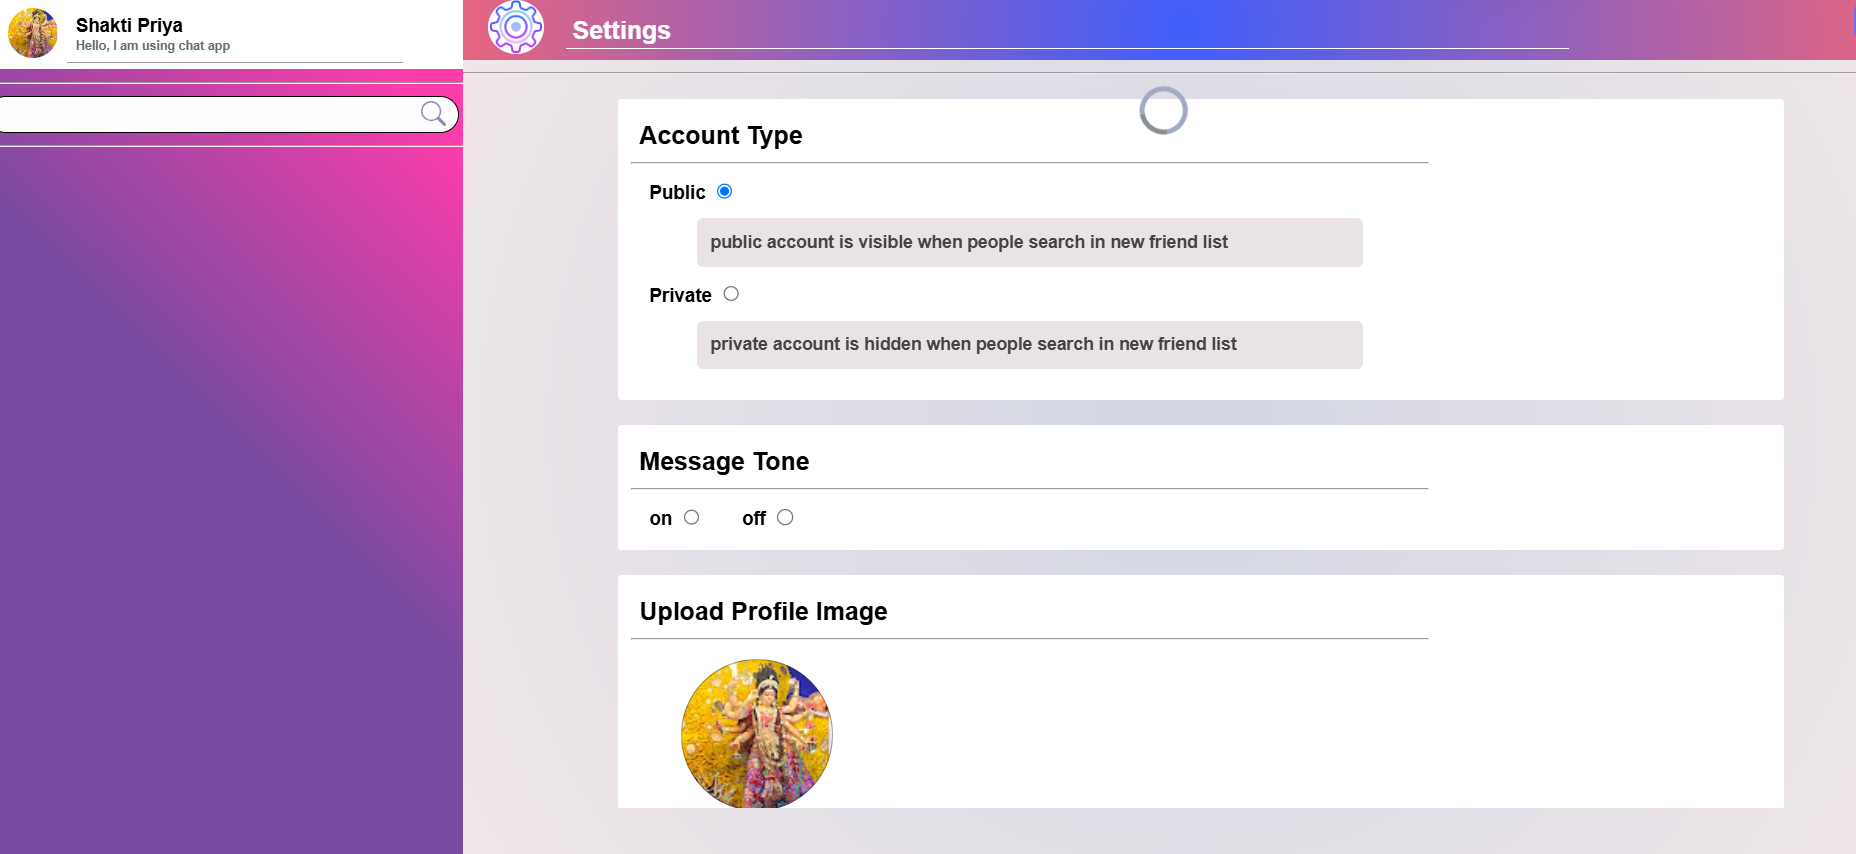 Shakti Priya
Hello, I am using chat app
Settings
Account Type
Public
public account is visible when people search in new friend list
Private
private account is hidden when people search in new friend list
Message Tone
on off
Upload Profile Image